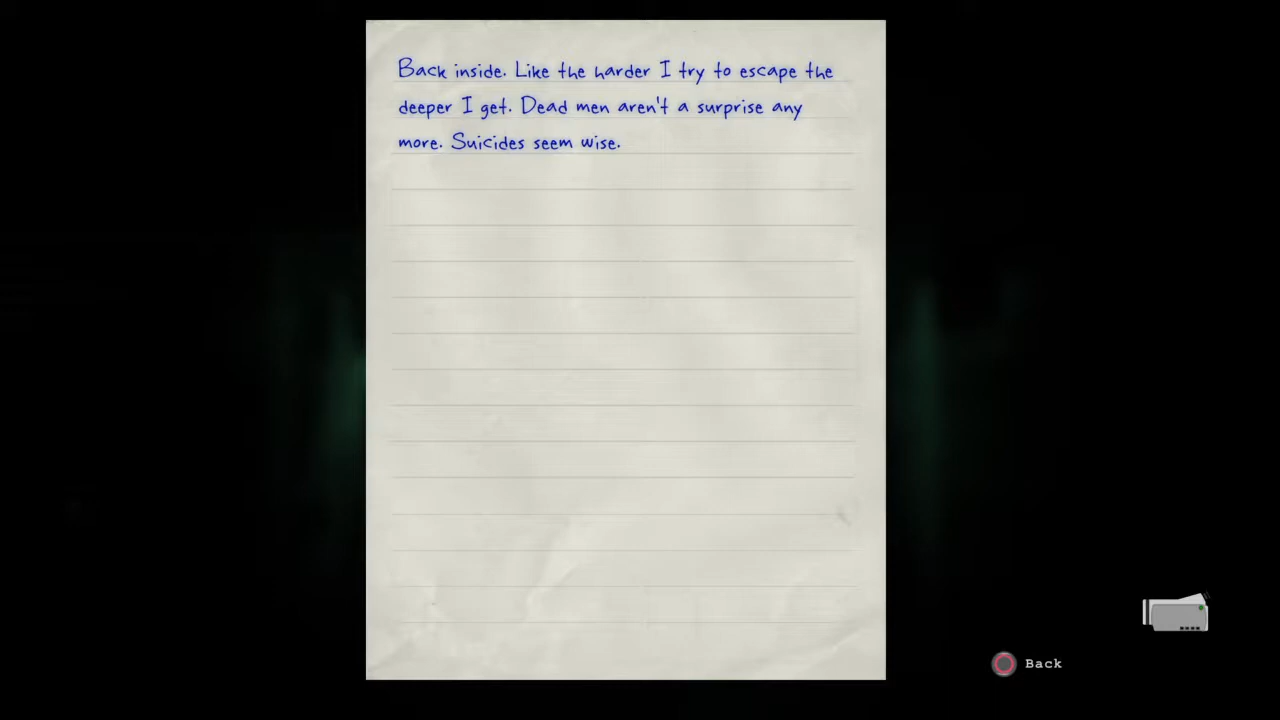 Back inside. Like the harder I try to escape the
deeper I get. Dead men aren't a surprise any
more. Suicides seem wise.
Back